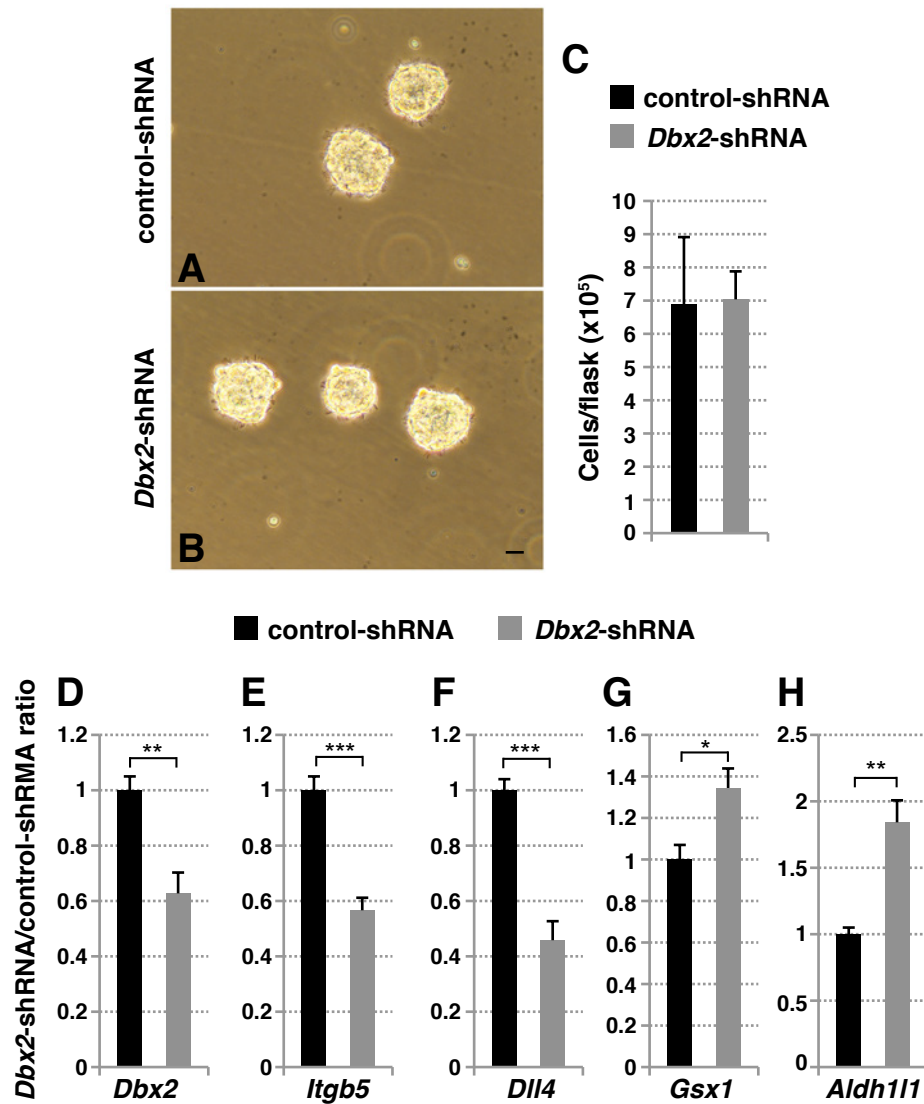 control-shRNA
A
Dbx2-shRNA
B
C
control-shRNA
Dbx2-shRNA
Cells/flask (x10⁵)
10
9
8
7
6
5
4
3
2
1
0
control-shRNA
Dbx2-shRNA
Dbx2-shRNA/control-shRMA ratio
D
1.2
1
0.8
0.6
0.4
0.2
0
**
Dbx2
E
1.2
1
0.8
0.6
0.4
0.2
0
***
Itgb5
F
1.2
1
0.8
0.6
0.4
0.2
0
***
Dll4
G
1.6
1.4
1.2
1
0.8
0.6
0.4
0.2
0
*
Gsx1
H
2.5
2
1.5
1
0.5
0
**
Aldh1l1